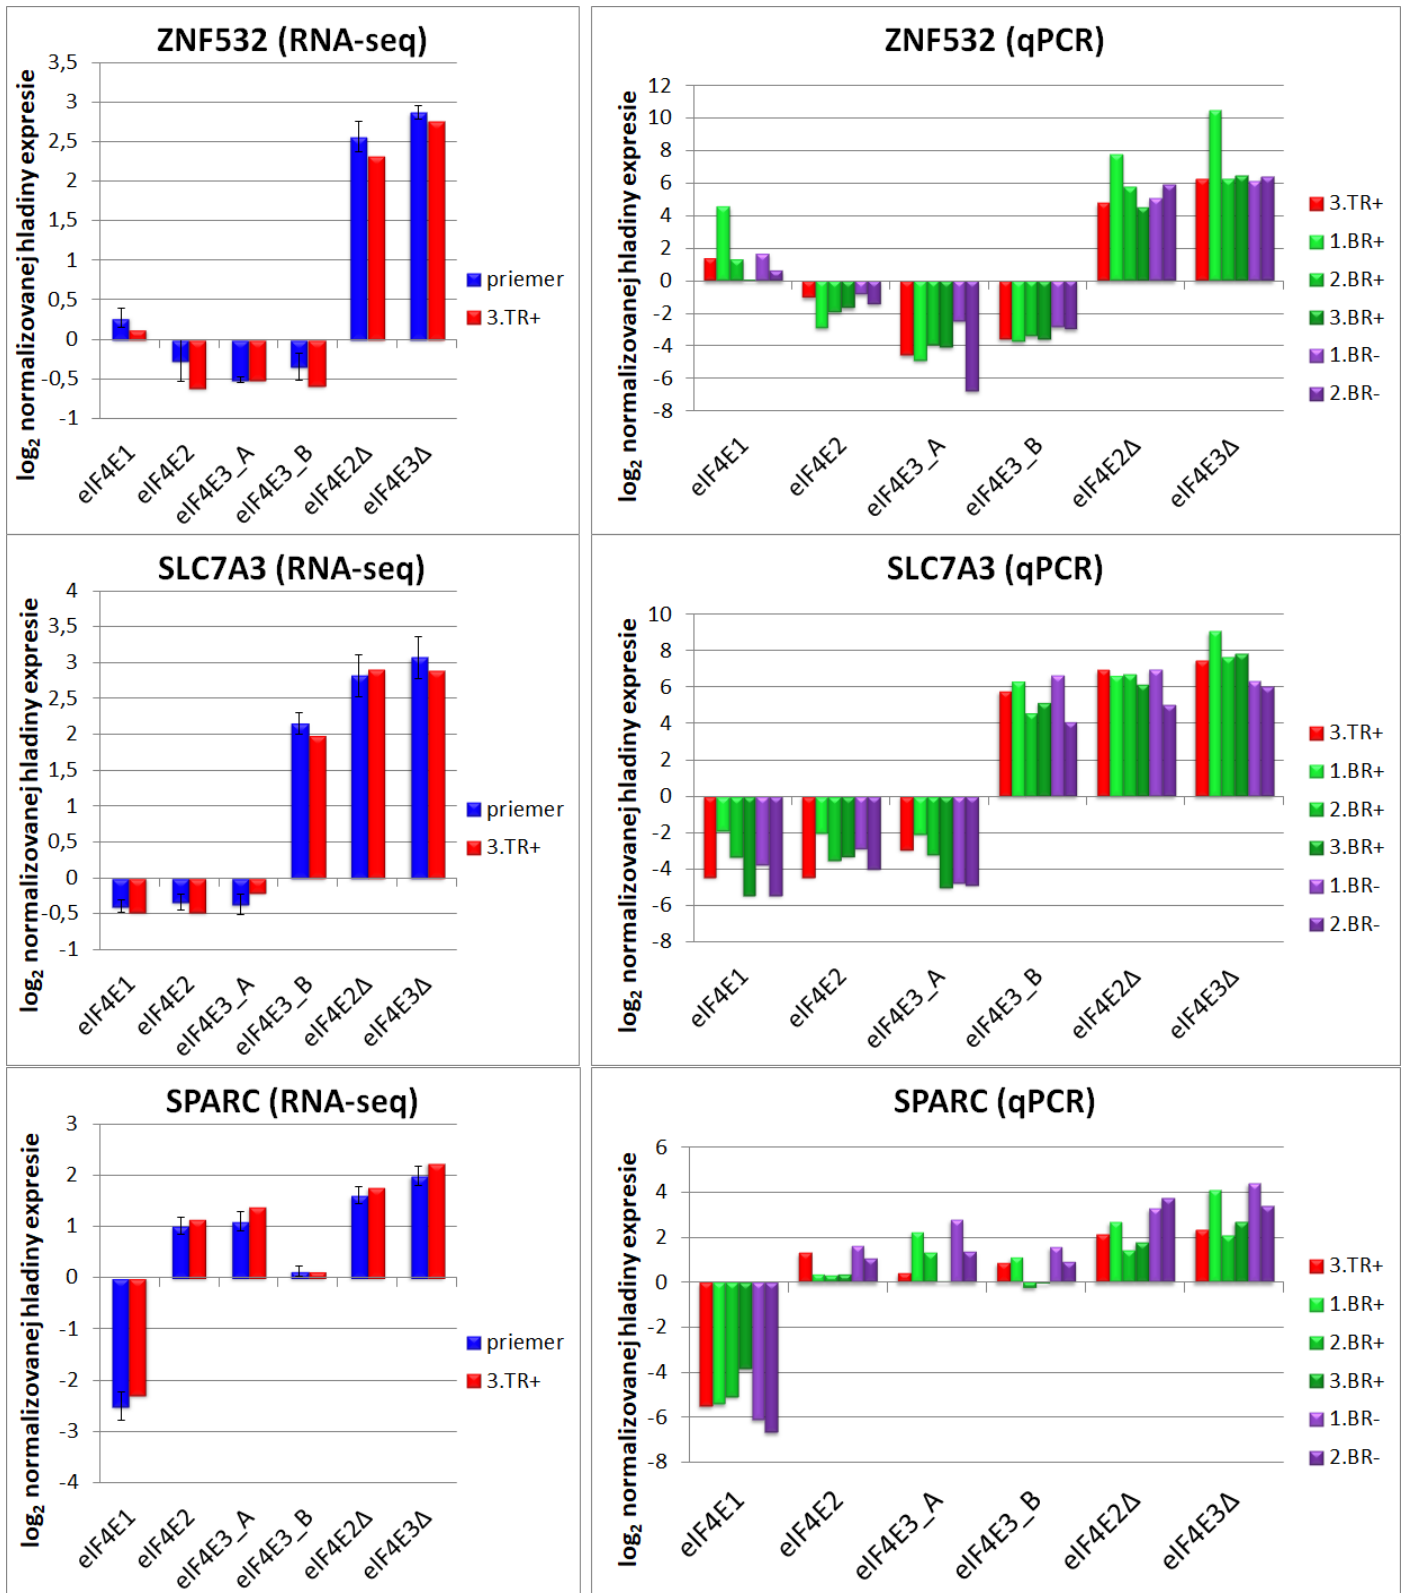 ZNF532 (RNA-seq)
log2 normalizovanej hladiny expresie
3,5
3
2,5
2
1,5
1
0,5
0
-0,5
-1
eIF4E1
eIF4E2
eIF4E3_A
eIF4E3_B
eIF4E2Δ
eIF4E3Δ
priemer
3.TR+
ZNF532 (qPCR)
log2 normalizovanej hladiny expresie
12
10
8
6
4
2
0
-2
-4
-6
-8
eIF4E1
eIF4E2
eIF4E3_A
eIF4E3_B
eIF4E2Δ
eIF4E3Δ
3.TR+
1.BR+
2.BR+
3.BR+
1.BR-
2.BR-
SLC7A3 (RNA-seq)
log2 normalizovanej hladiny expresie
4
3,5
3
2,5
2
1,5
1
0,5
0
-0,5
-1
eIF4E1
eIF4E2
eIF4E3_A
eIF4E3_B
eIF4E2Δ
eIF4E3Δ
priemer
3.TR+
SLC7A3 (qPCR)
log2 normalizovanej hladiny expresie
10
8
6
4
2
0
-2
-4
-6
-8
eIF4E1
eIF4E2
eIF4E3_A
eIF4E3_B
eIF4E2Δ
eIF4E3Δ
3.TR+
1.BR+
2.BR+
3.BR+
1.BR-
2.BR-
SPARC (RNA-seq)
log2 normalizovanej hladiny expresie
3
2
1
0
-1
-2
-3
-4
eIF4E1
eIF4E2
eIF4E3_A
eIF4E3_B
eIF4E2Δ
eIF4E3Δ
priemer
3.TR+
SPARC (qPCR)
log2 normalizovanej hladiny expresie
6
4
2
0
-2
-4
-6
-8
eIF4E1
eIF4E2
eIF4E3_A
eIF4E3_B
eIF4E2Δ
eIF4E3Δ
3.TR+
1.BR+
2.BR+
3.BR+
1.BR-
2.BR-